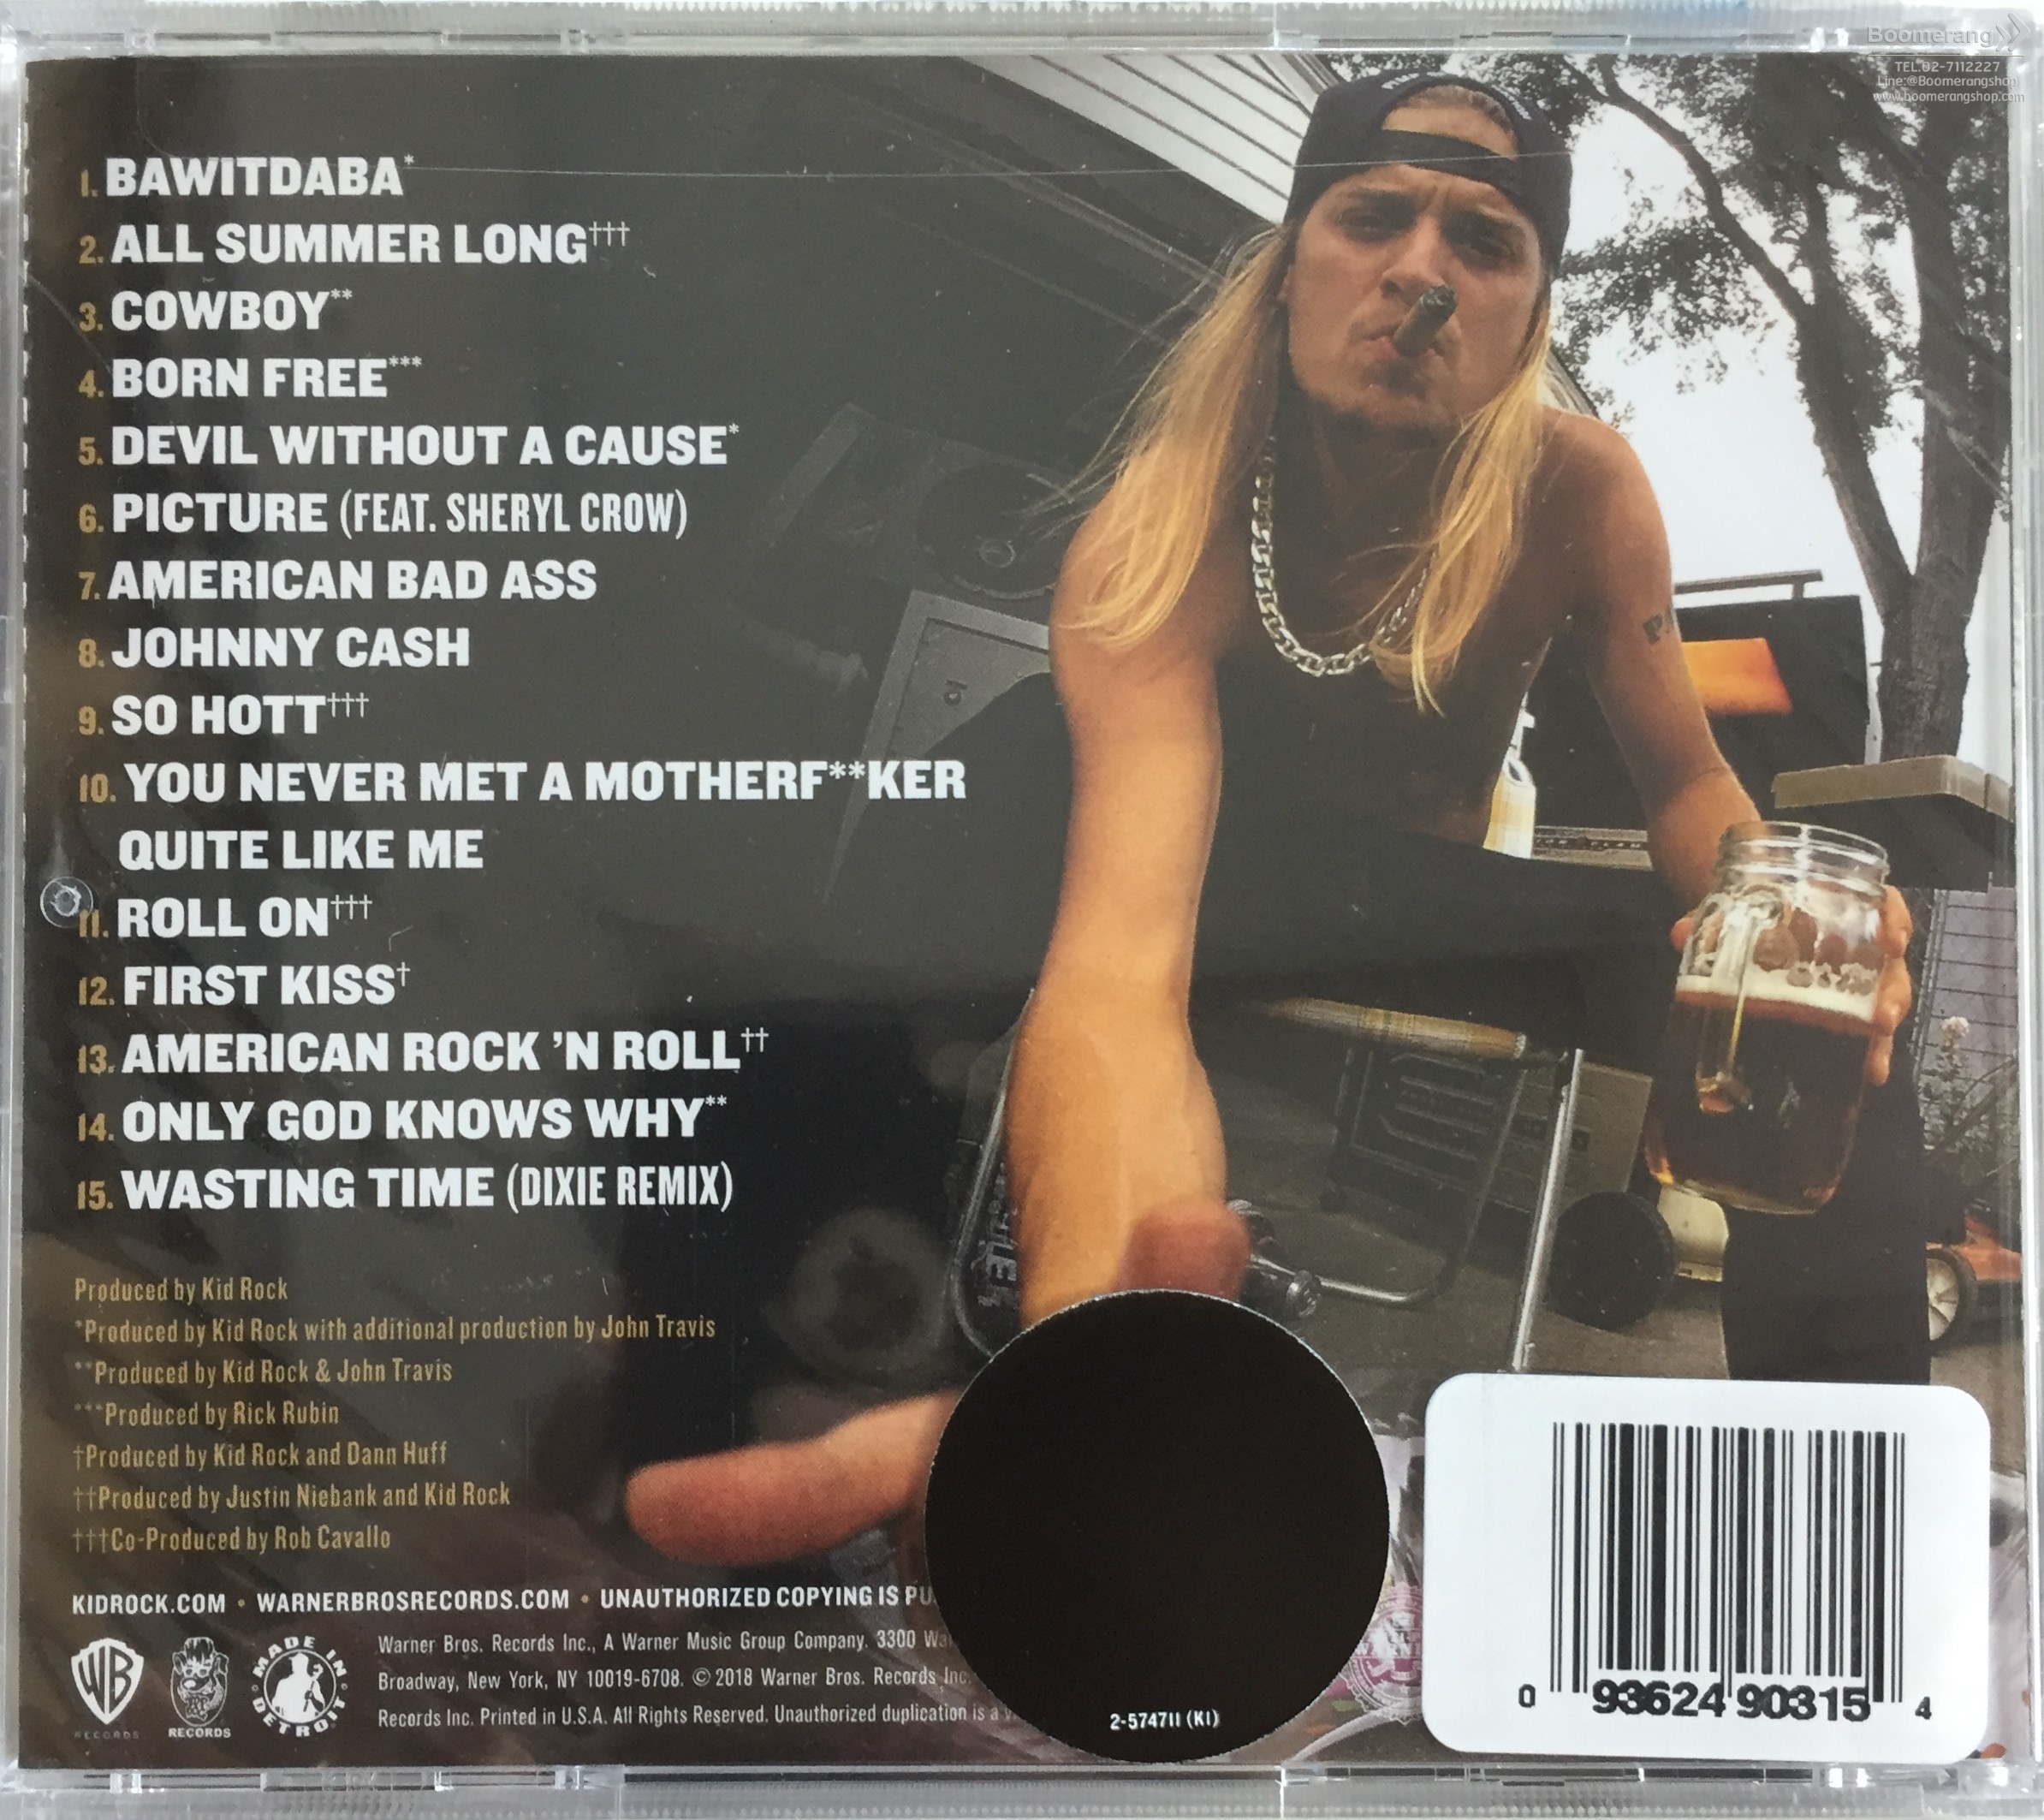 Boomerang
TEL.02-7112227
Line:@Boomerangshop
www.boomerangshop.com
1. BAWITDABA*
2. ALL SUMMER LONG†††
3. COWBOY**
4. BORN FREE***
5. DEVIL WITHOUT A CAUSE*
6. PICTURE (FEAT. SHERYL CROW)
7. AMERICAN BAD ASS
8. JOHNNY CASH
9. SO HOTT†††
10. YOU NEVER MET A MOTHERF**KER
QUITE LIKE ME
11. ROLL ON†††
12. FIRST KISS†
13. AMERICAN ROCK 'N ROLL††
14. ONLY GOD KNOWS WHY**
15. WASTING TIME (DIXIE REMIX)
Produced by Kid Rock
*Produced by Kid Rock with additional production by John Travis
**Produced by Kid Rock & John Travis
***Produced by Rick Rubin
†Produced by Kid Rock and Dann Huff
††Produced by Justin Niebank and Kid Rock
†††Co-Produced by Rob Cavallo
KIDROCK.COM • WARNERBROSRECORDS.COM • UNAUTHORIZED COPYING IS
Warner Bros. Records Inc., A Warner Music Group Company. 3300
Broadway, New York, NY 10019-6708. © 2018 Warner Bros. Records Inc.
Records Inc. Printed in U.S.A. All Rights Reserved. Unauthorized duplication is a
WB
RECORDS
RECORDS
MADE IN DETROIT
2-574711 (K1)
0 93624 90315 4